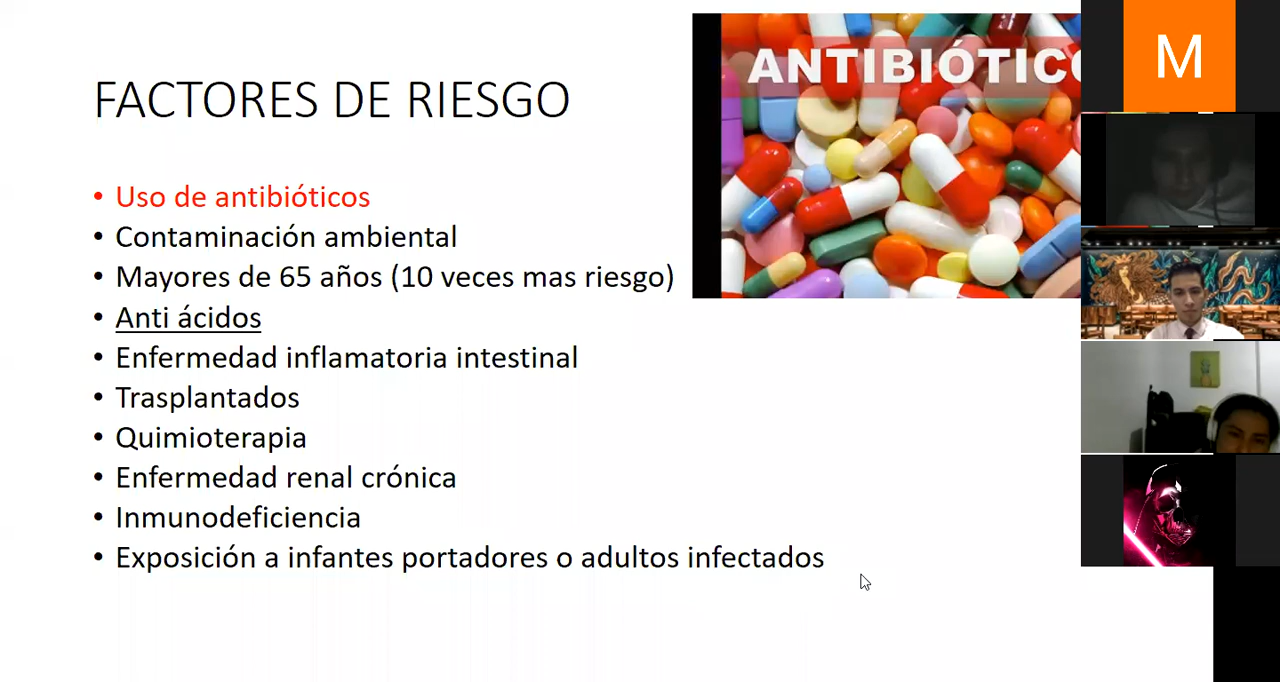 FACTORES DE RIESGO
ANTIBIÓTICO
M
• Uso de antibióticos
• Contaminación ambiental
• Mayores de 65 años (10 veces mas riesgo)
• Anti ácidos
• Enfermedad inflamatoria intestinal
• Trasplantados
• Quimioterapia
• Enfermedad renal crónica
• Inmunodeficiencia
• Exposición a infantes portadores o adultos infectados